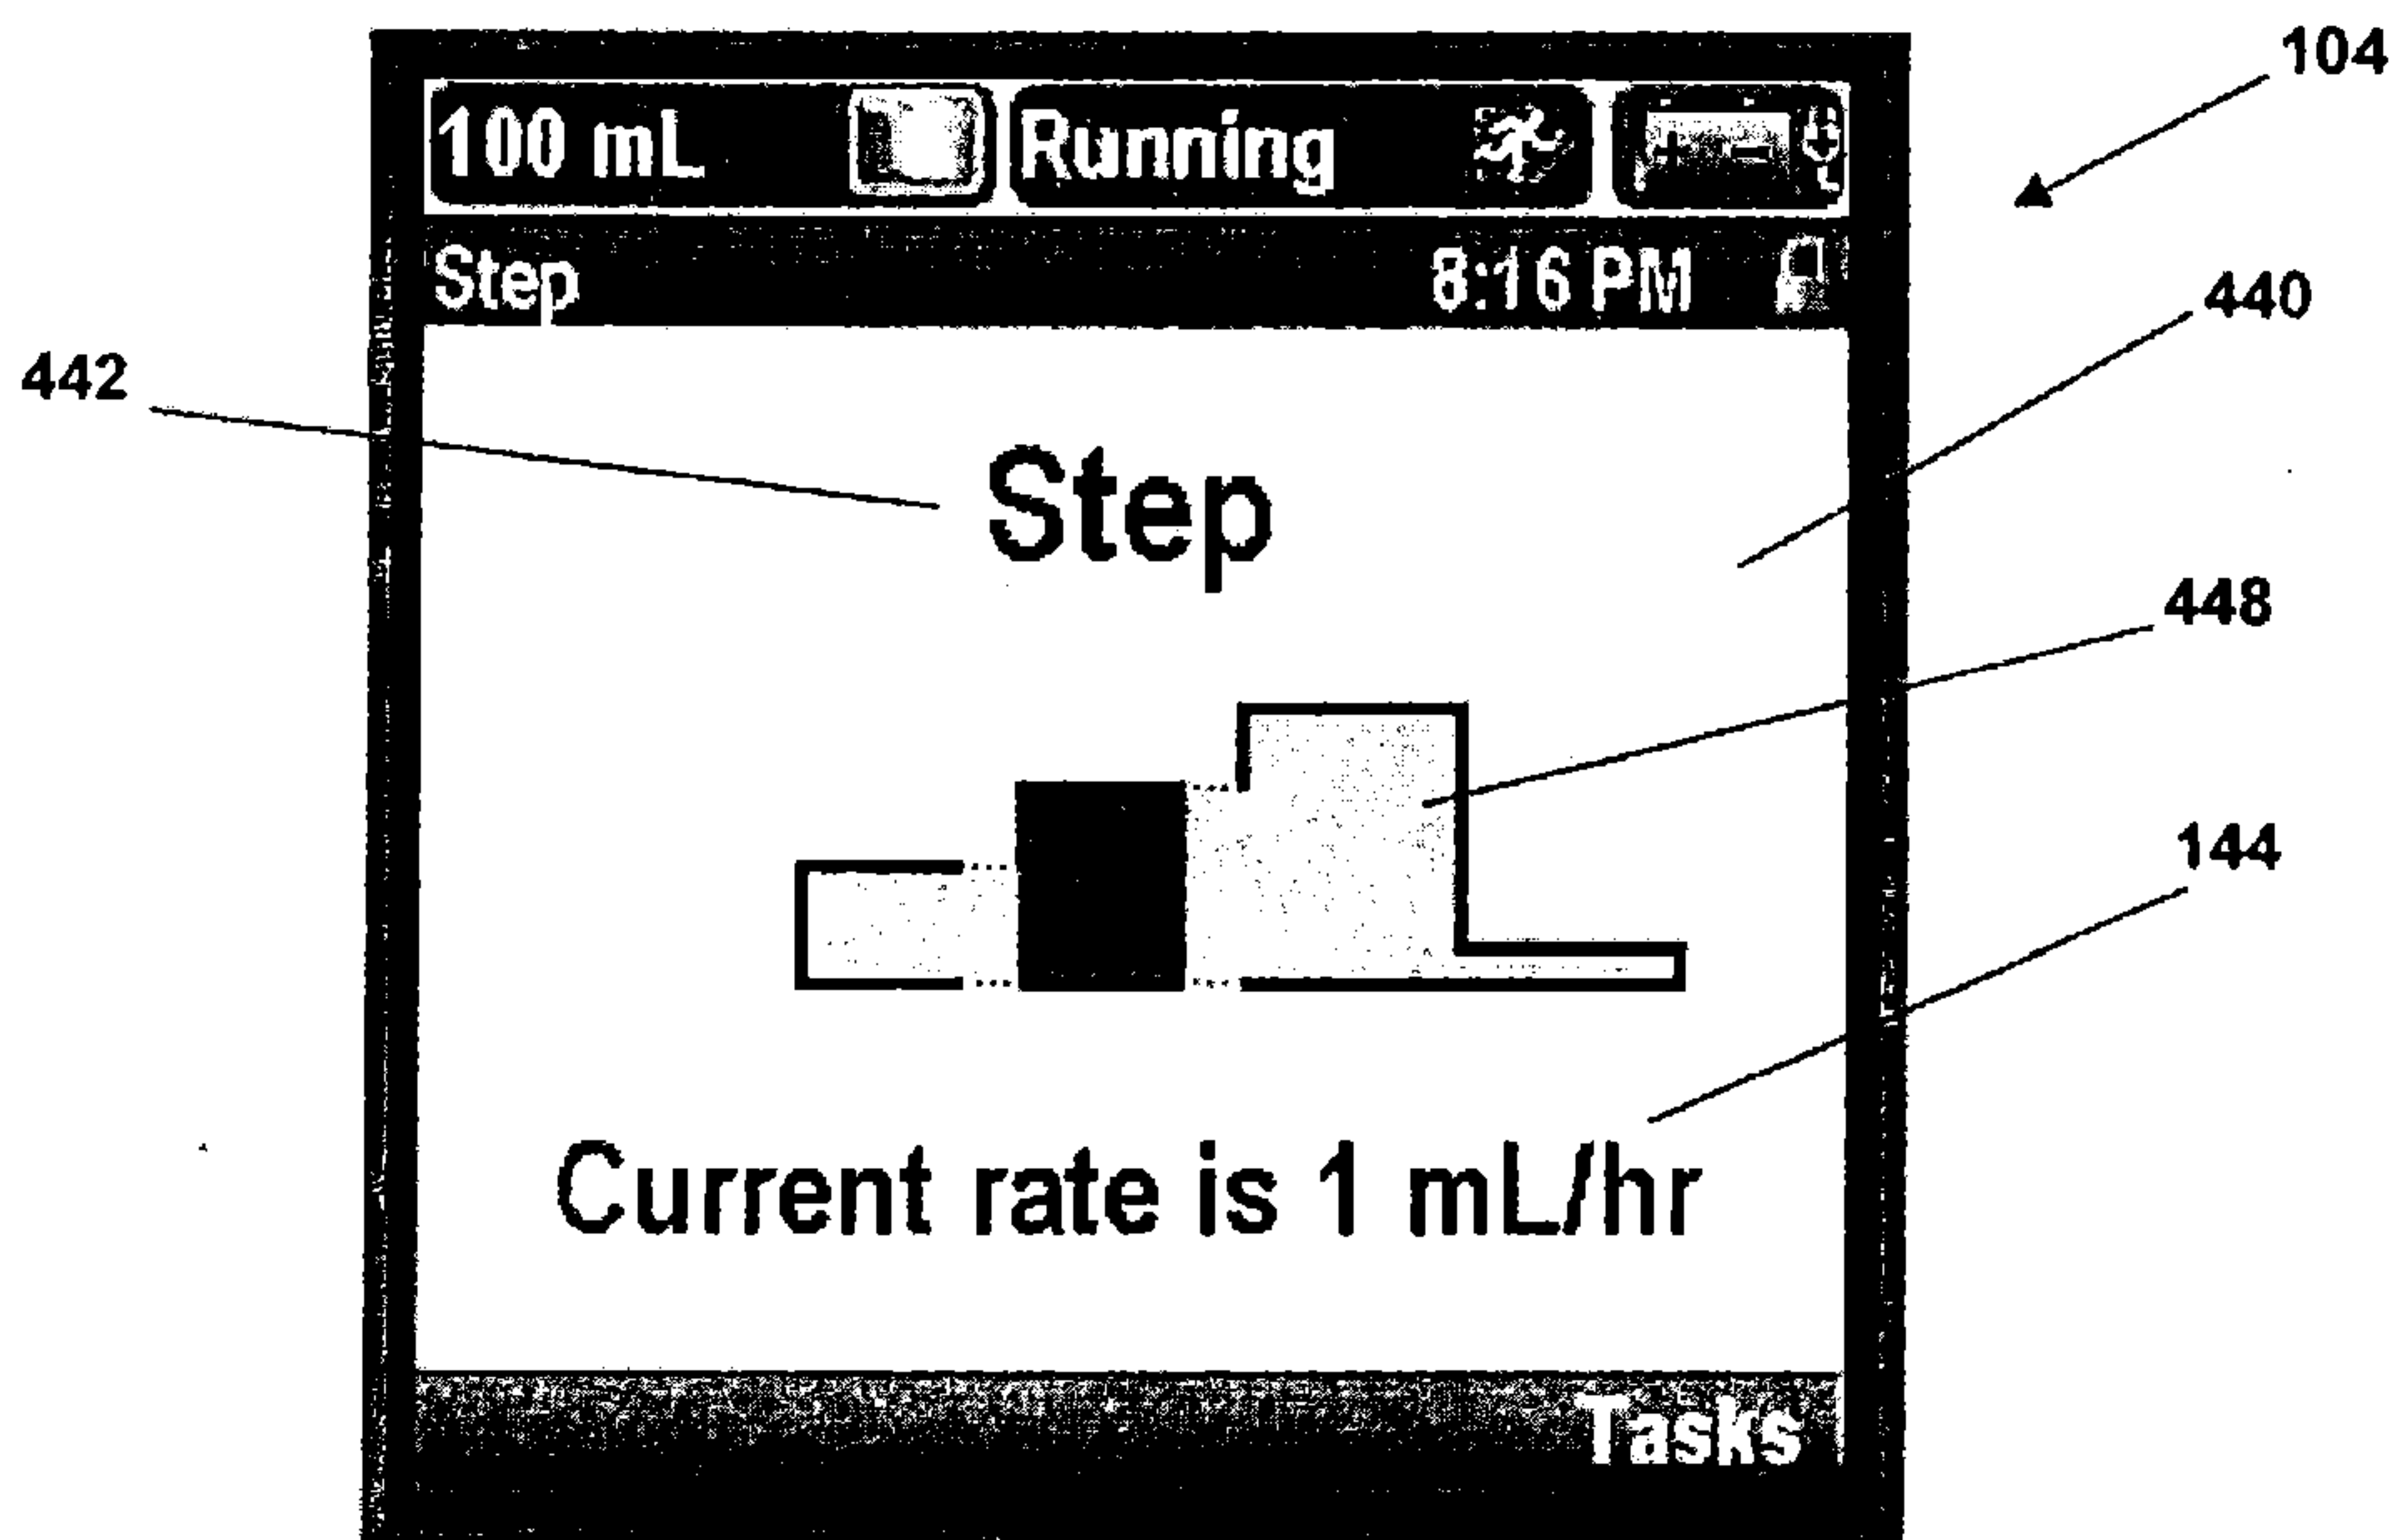 104
100 mL Running
Step 8:16 PM
440
442
Step
448
144
Current rate is 1 mL/hr
Tasks